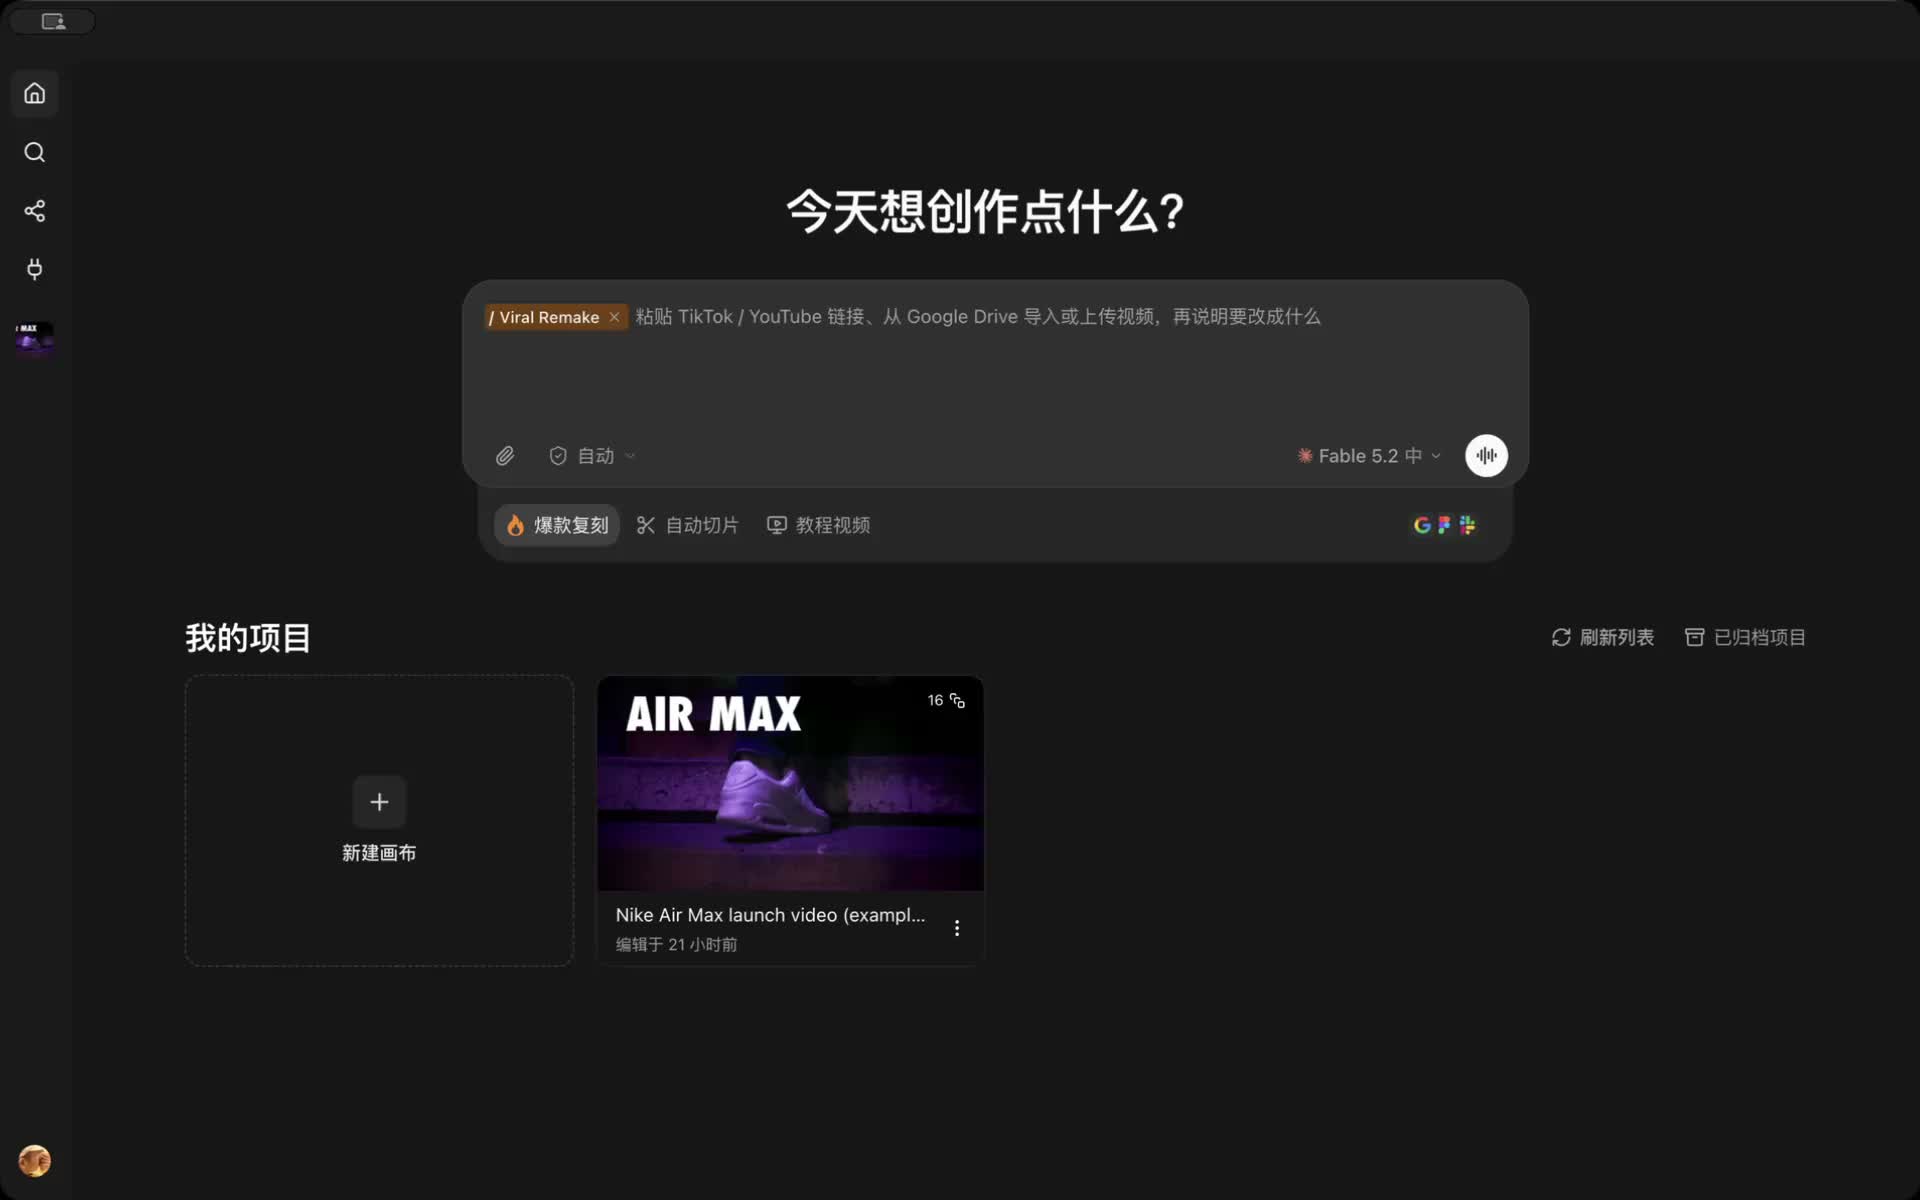 今天想创作点什么?
/ Viral Remake × 粘贴 TikTok / YouTube 链接、从 Google Drive 导入或上传视频，再说明要改成什么
自动
Fable 5.2 中
爆款复刻 自动切片 教程视频
我的项目
刷新列表 已归档项目
AIR MAX
16
新建画布
Nike Air Max launch video (exampl...
编辑于 21 小时前
MAX